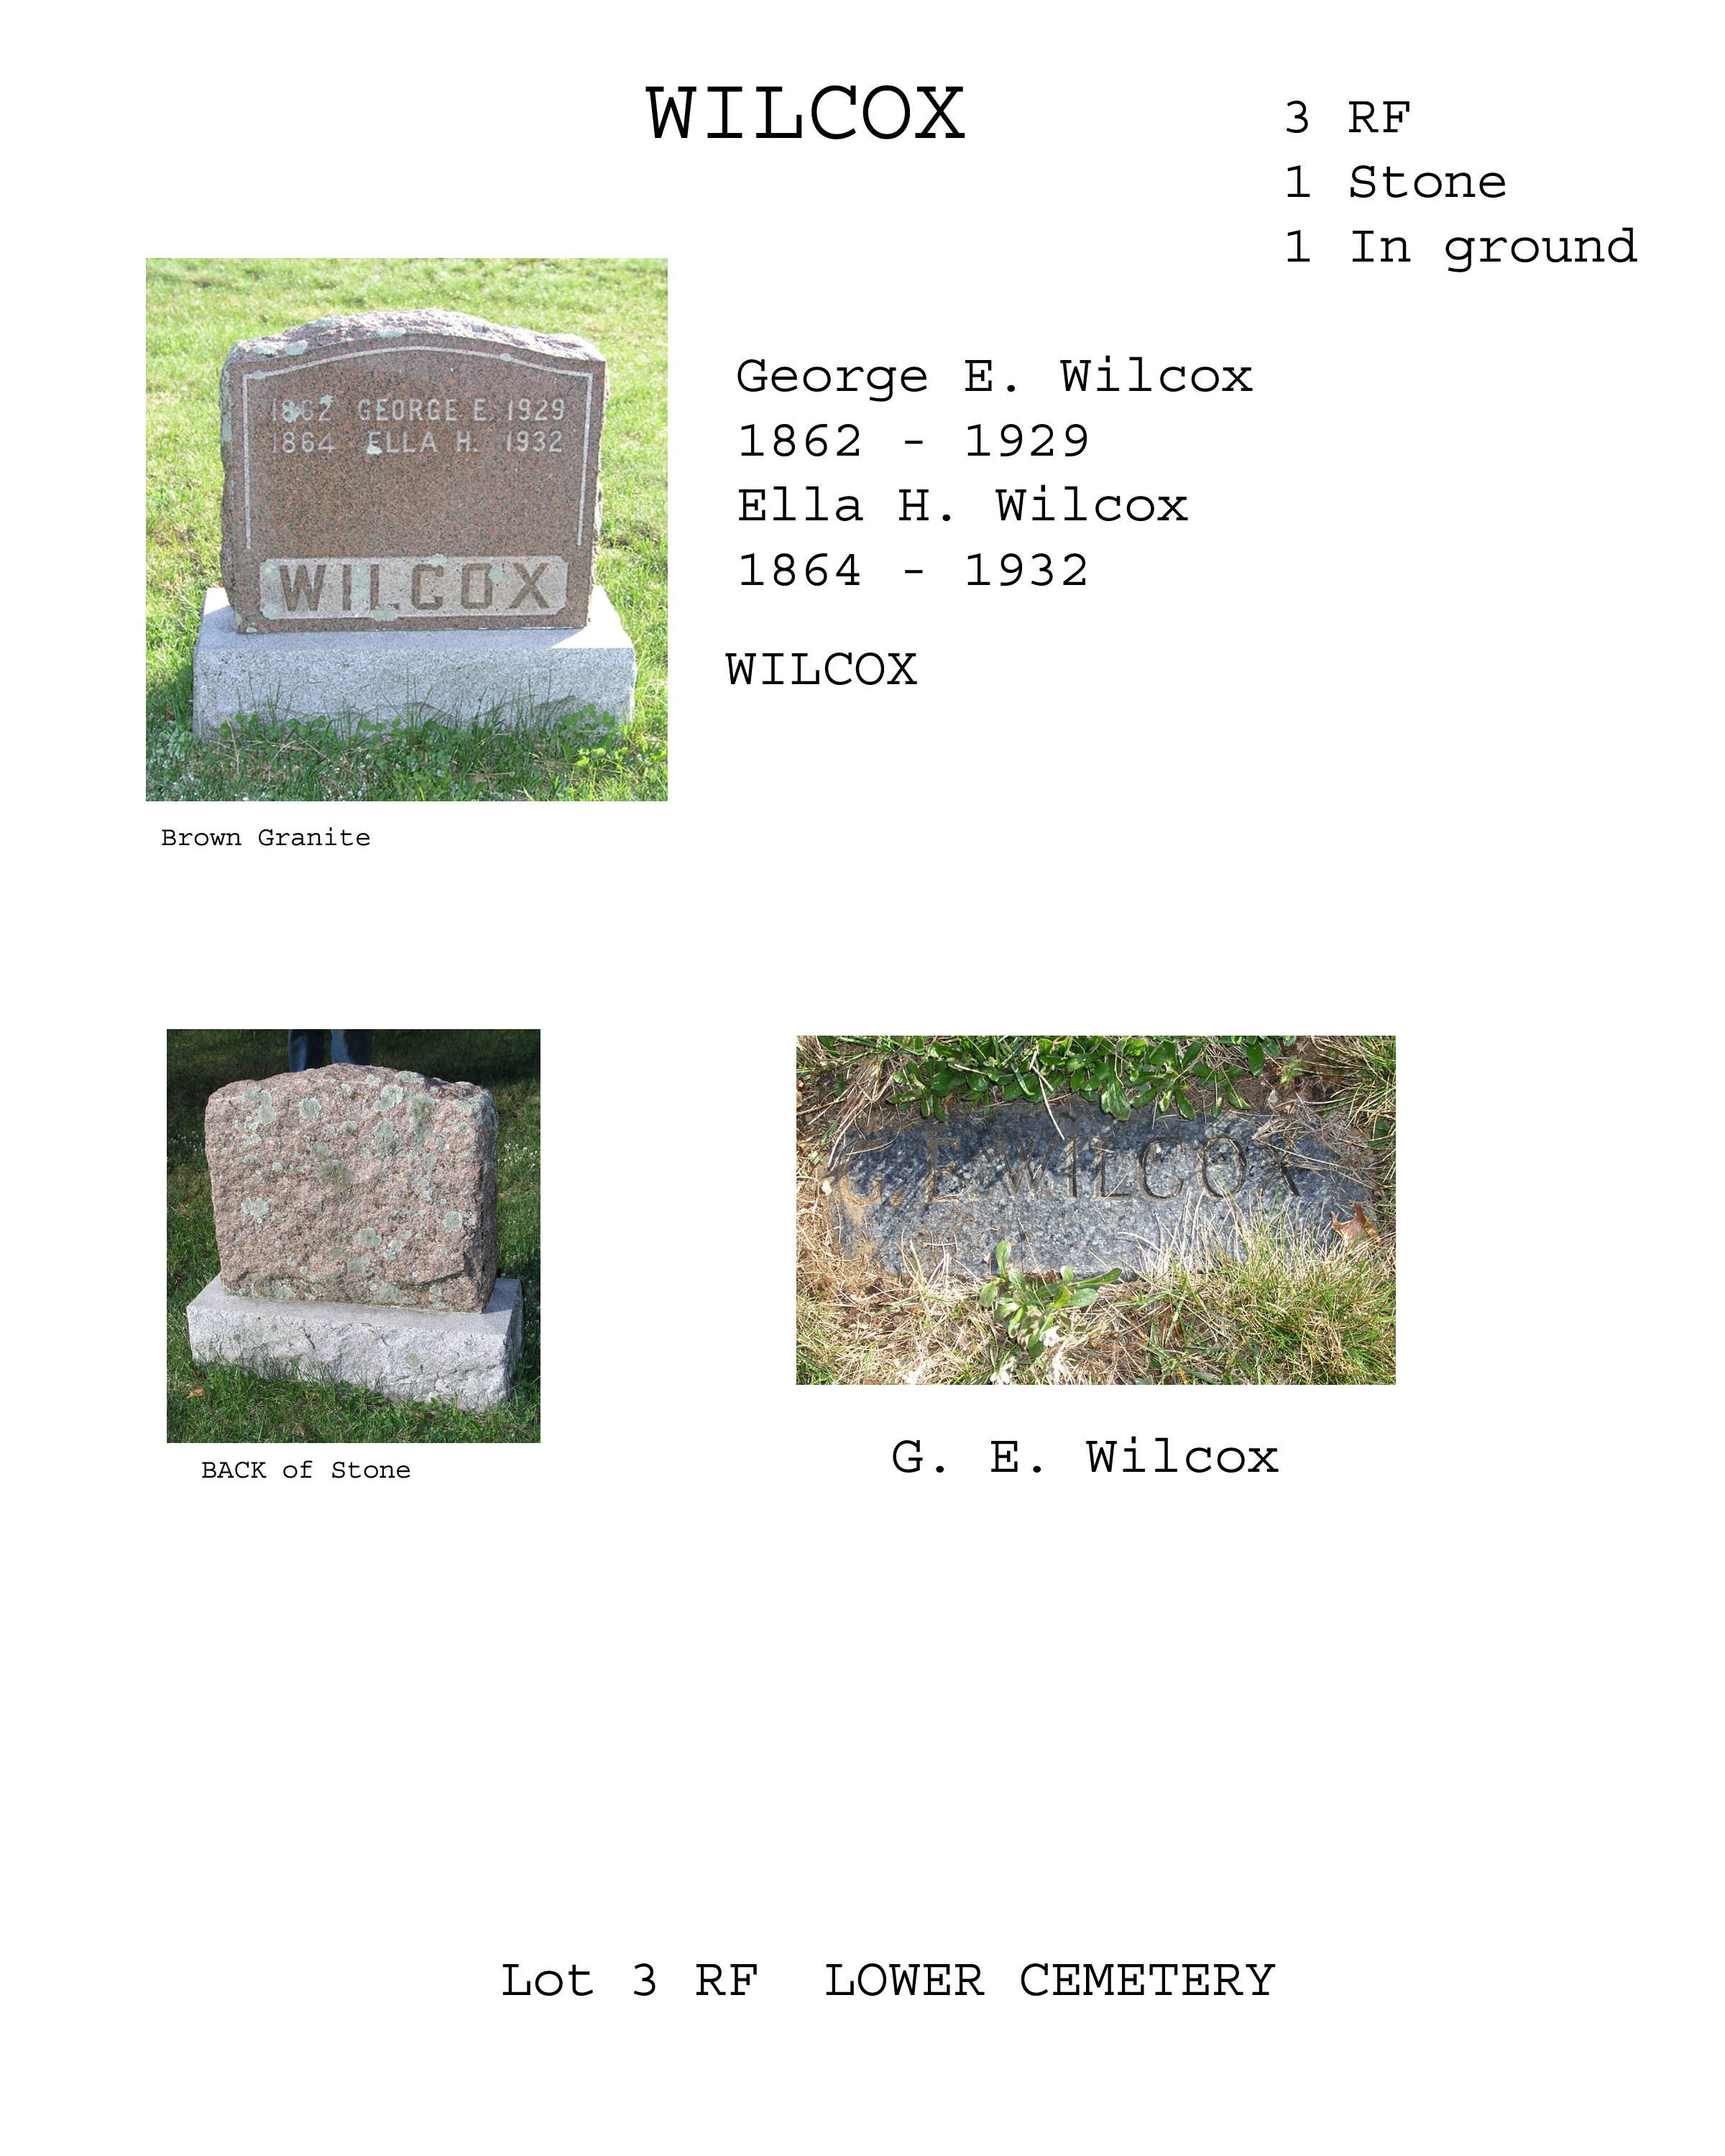 WILCOX
3 RF
1 Stone
1 In ground
1862 GEORGE E. 1929
1864 ELLA H. 1932
WILCOX
George E. Wilcox
1862 - 1929
Ella H. Wilcox
1864 - 1932
WILCOX
Brown Granite
BACK of Stone
G. E. WILCOX
G. E. Wilcox
Lot 3 RF LOWER CEMETERY